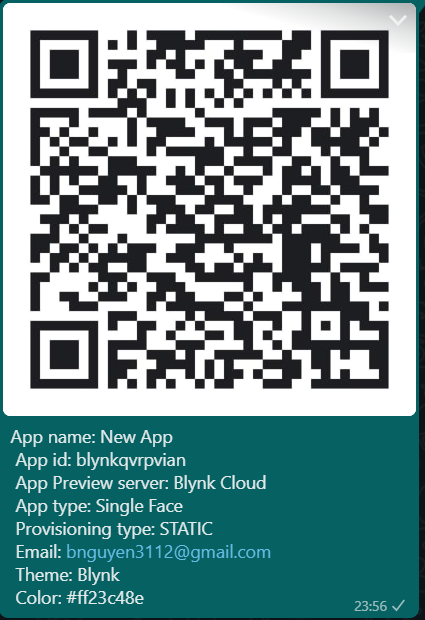 App name: New App
App id: blynkqvrpvian
App Preview server: Blynk Cloud
App type: Single Face
Provisioning type: STATIC
Email: bnguyen3112@gmail.com
Theme: Blynk
Color: #ff23c48e
23:56